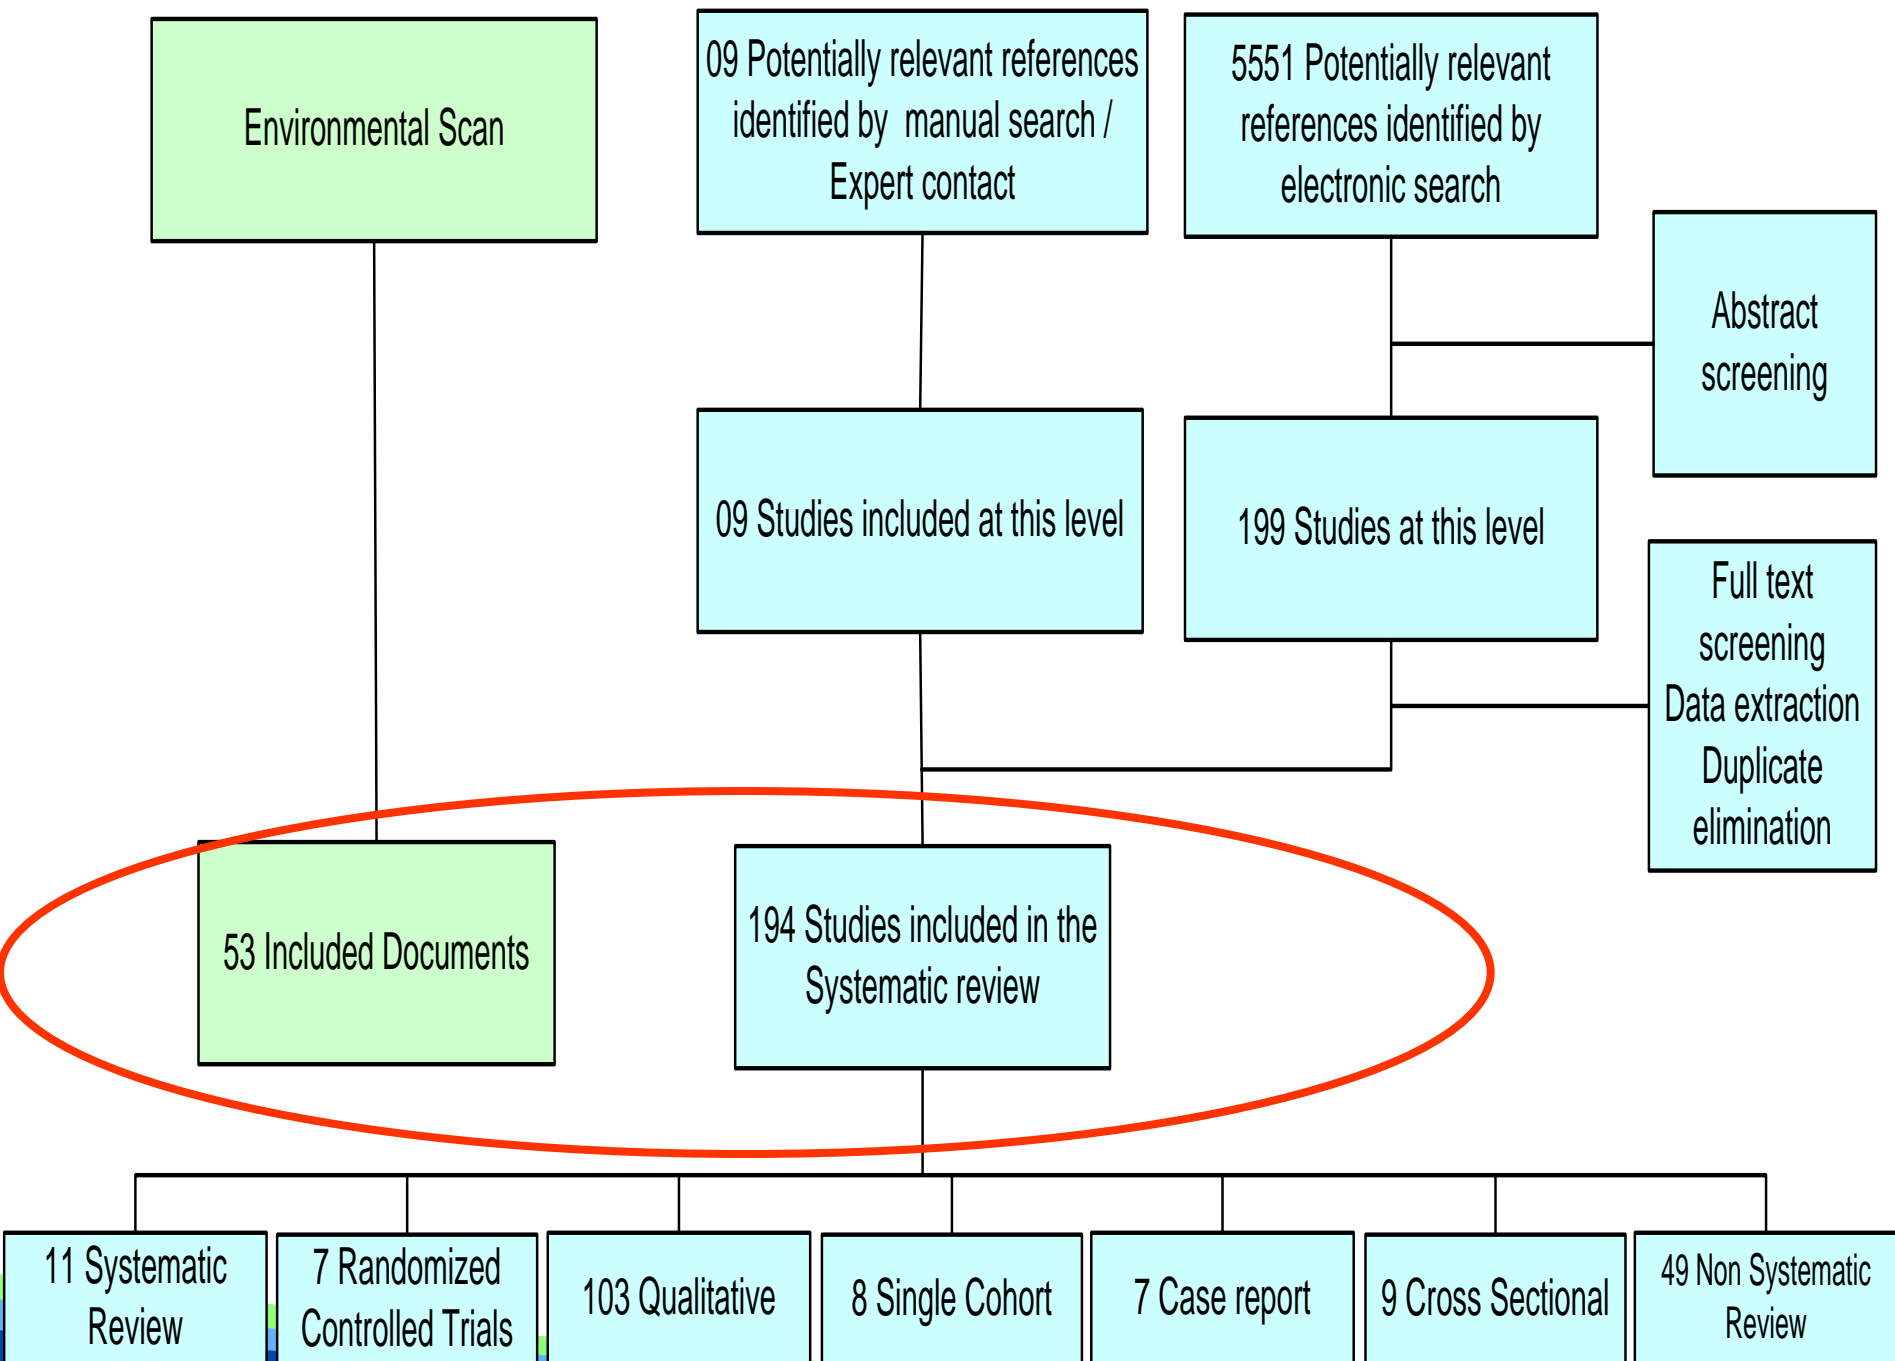 Environmental Scan
09 Potentially relevant references
identified by manual search /
Expert contact
5551 Potentially relevant
references identified by
electronic search
Abstract
screening
09 Studies included at this level
199 Studies at this level
Full text
screening
Data extraction
Duplicate
elimination
53 Included Documents
194 Studies included in the
Systematic review
11 Systematic
Review
7 Randomized
Controlled Trials
103 Qualitative
8 Single Cohort
7 Case report
9 Cross Sectional
49 Non Systematic
Review